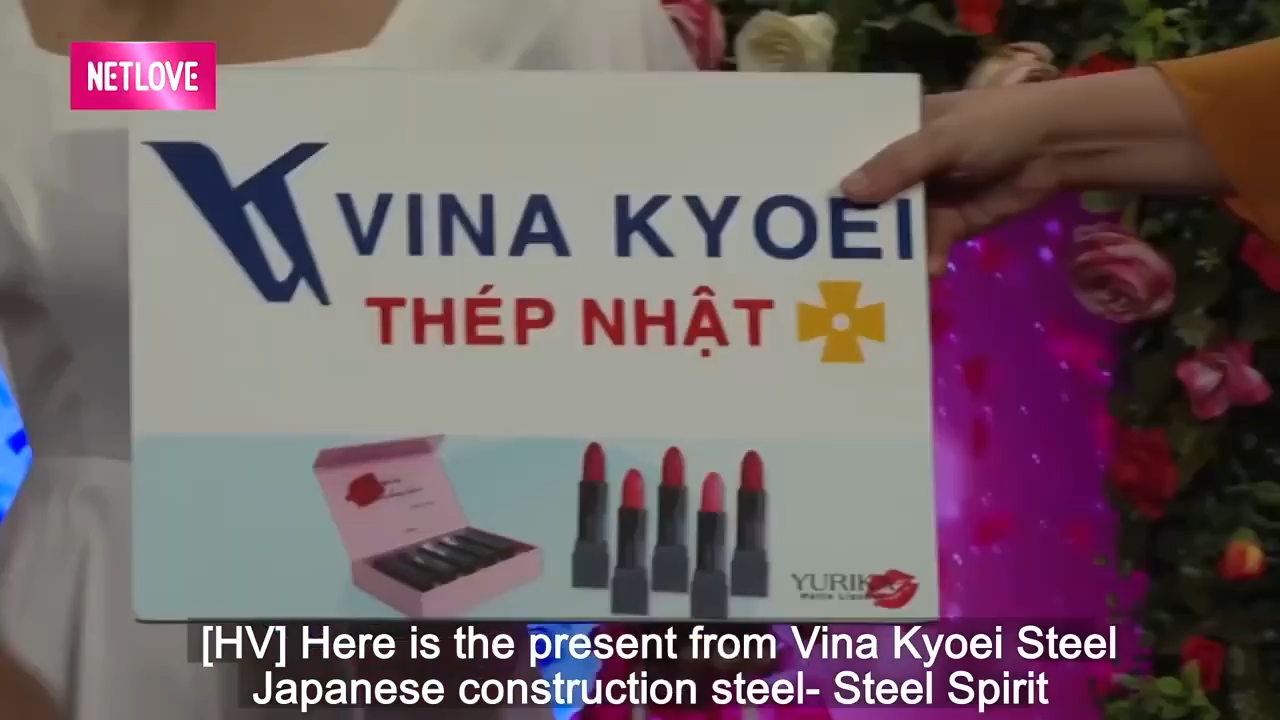 NETLOVE
VINA KYOEI
THÉP NHẬT
YURIKA
[HV] Here is the present from Vina Kyoei Steel
Japanese construction steel- Steel Spirit